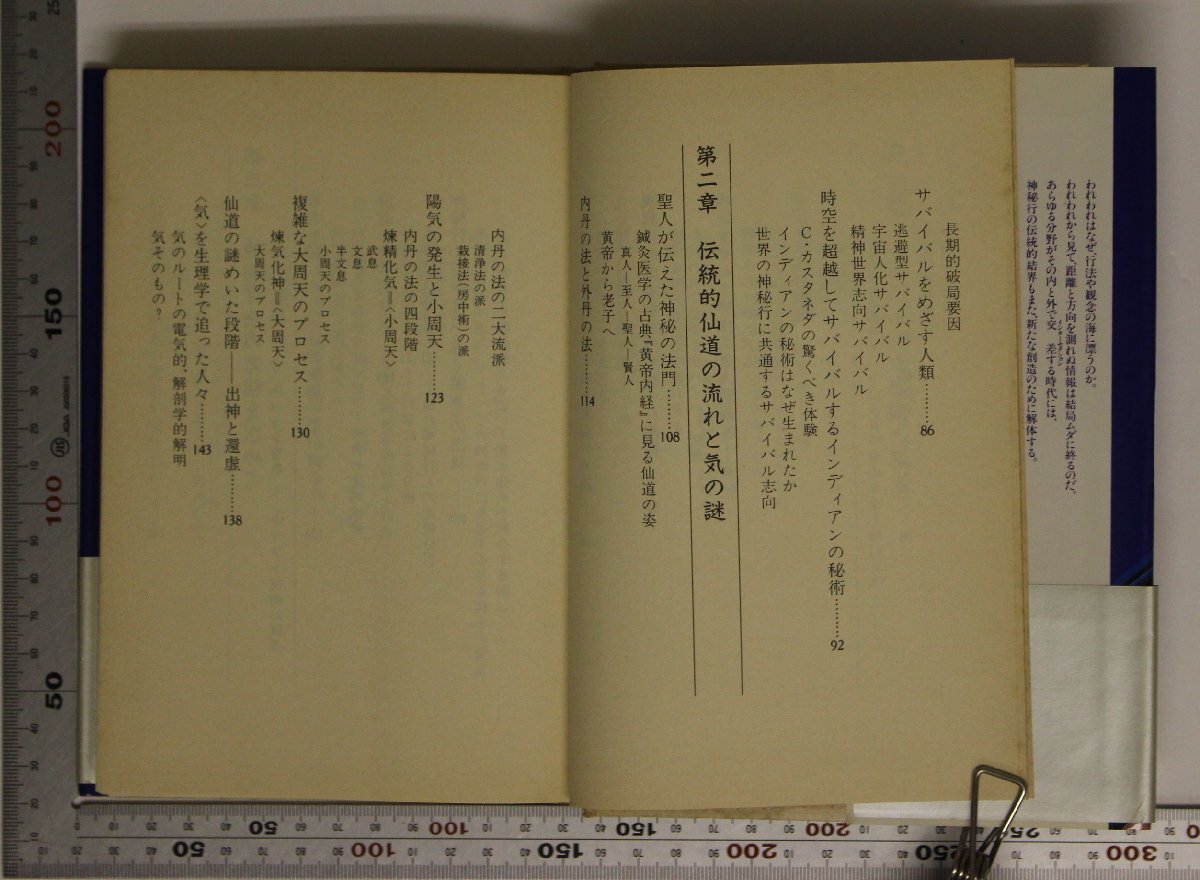 われわれはなぜ、行法や観念の海に漂うのか。
われわれから見て、距離と方向を測れぬ情報は結局ムダに終るのだ。
あらゆる分野がその内と外で交差する時代には、
神秘行の伝統的結界もまた、新たな創造のために解体する。
長期的破局要因
サバイバルをめざす人類………86
逃避型サバイバル
宇宙人化サバイバル
精神世界志向サバイバル
時空を超越してサバイバルするインディアンの秘術………92
C・カスタネダの驚くべき体験
インディアンの秘術はなぜ生まれたか
世界の神秘行に共通するサバイバル志向
第二章 伝統的仙道の流れと気の謎
聖人が伝えた神秘の法門………108
鍼灸医学の古典『黄帝内経』に見る仙道の姿
真人―至人―聖人―賢人
黄帝から老子へ
内丹の法と外丹の法………114
内丹の法の二大流派
清浄法の派
栽接法(房中術)の派
陽気の発生と小周天………123
内丹の法の四段階
煉精化気=〈小周天〉
武息
文息
半文息
小周天のプロセス
複雑な大周天のプロセス………130
煉気化神=〈大周天〉
大周天のプロセス
仙道の謎めいた段階――出神と還虚………138
〈気〉を生理学で追った人々………143
気のルートの電気的、解剖学的解明
気そのもの?